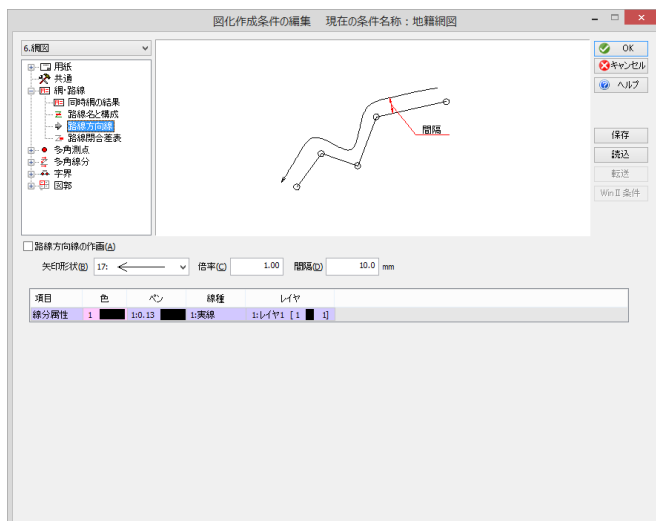 図化作成条件の編集　現在の条件名称：地籍網図
6.網図
OK
キャンセル
ヘルプ
用紙
共通
網・路線
同時網の結果
路線名と構成
路線方向線
路線閉合差表
多角測点
多角線分
字界
図郭
間隔
保存
読込
転送
WinⅡ条件
路線方向線の作画(A)
矢印形状(B) 17: 倍率(C) 1.00 間隔(D) 10.0 mm
項目 色 ペン 線種 レイヤ
線分属性 1 1:0.13 1:実線 1:レイヤ1 [1 1]